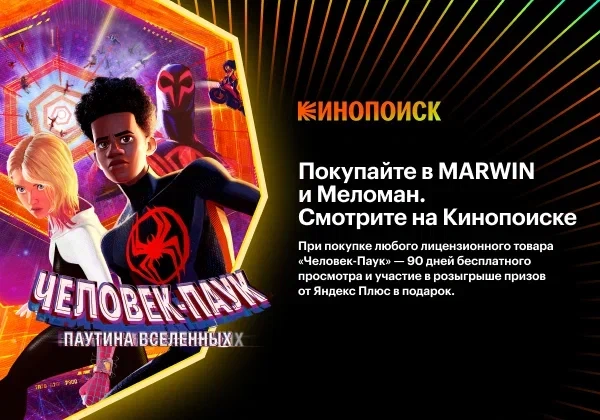 КИНОПОИСК
Покупайте в MARWIN
и Меломан.
Смотрите на Кинопоиске
При покупке любого лицензионного товара
«Человек-Паук» — 90 дней бесплатного
просмотра и участие в розыгрыше призов
от Яндекс Плюс в подарок.
ЧЕЛОВЕК-ПАУК
ПАУТИНА ВСЕЛЕННЫХ